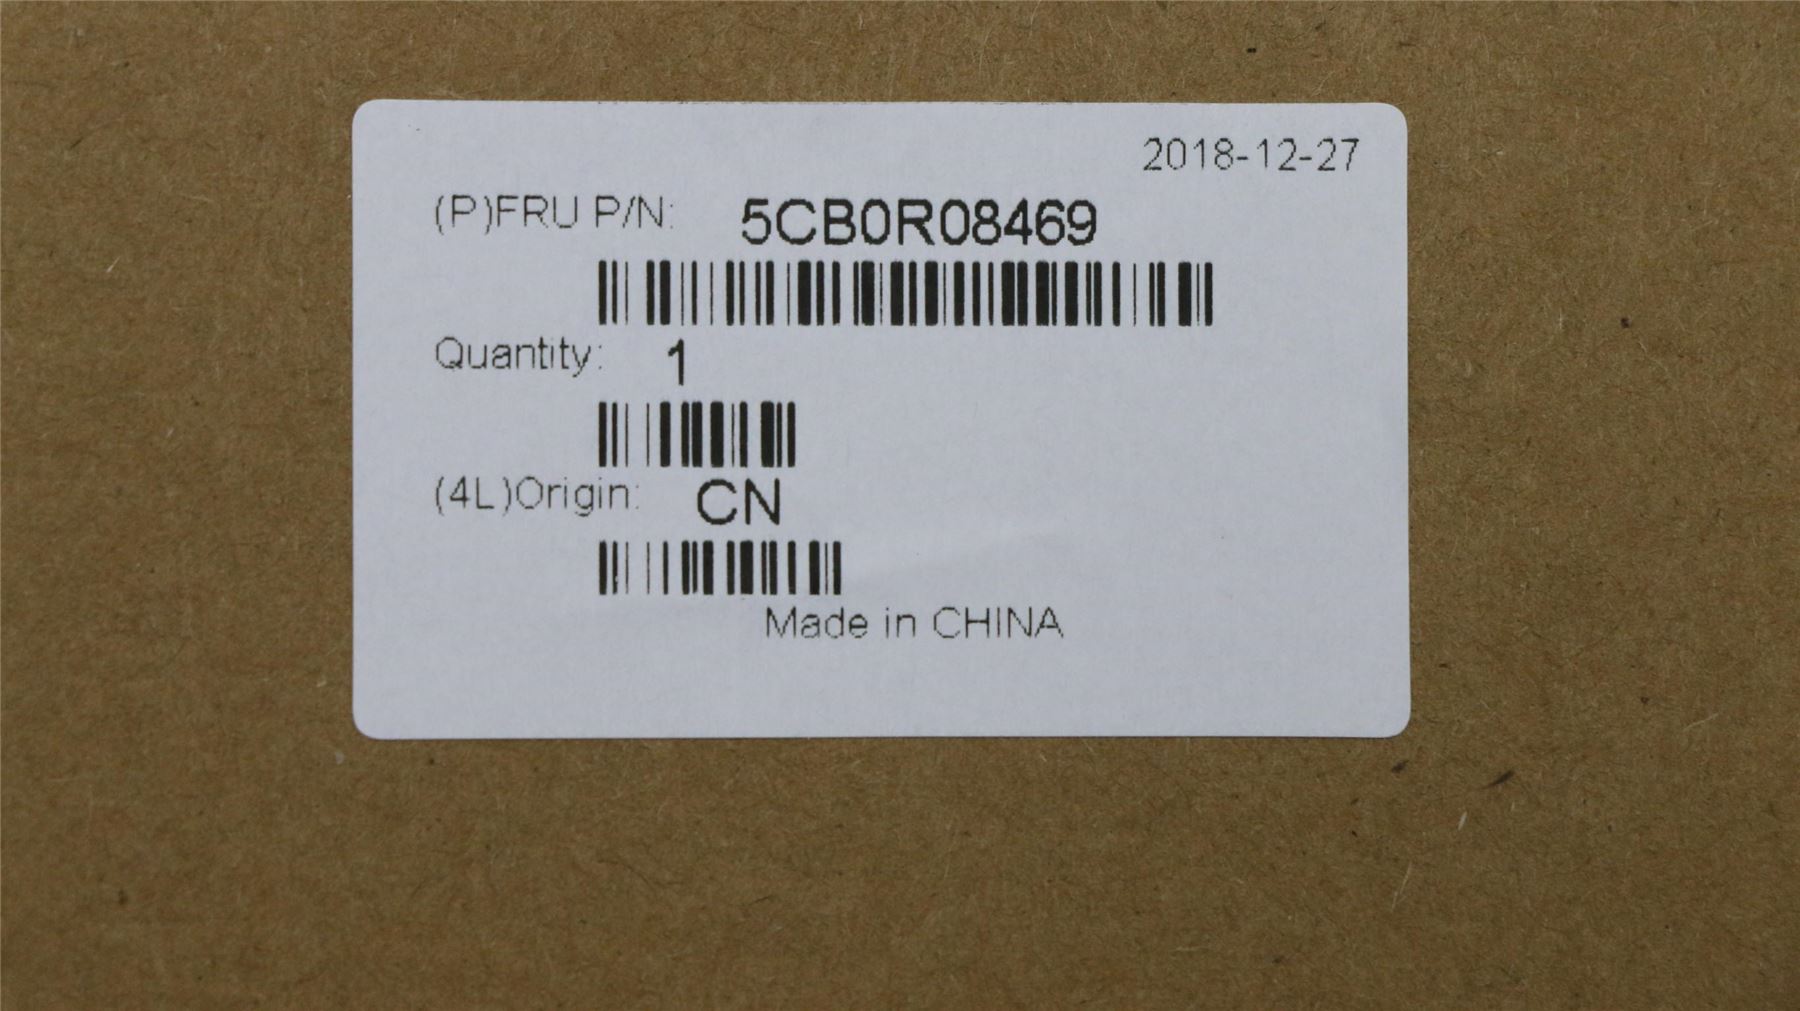 2018-12-27
(P)FRU P/N: 5CB0R08469
Quantity: 1
(4L)Origin: CN
Made in CHINA